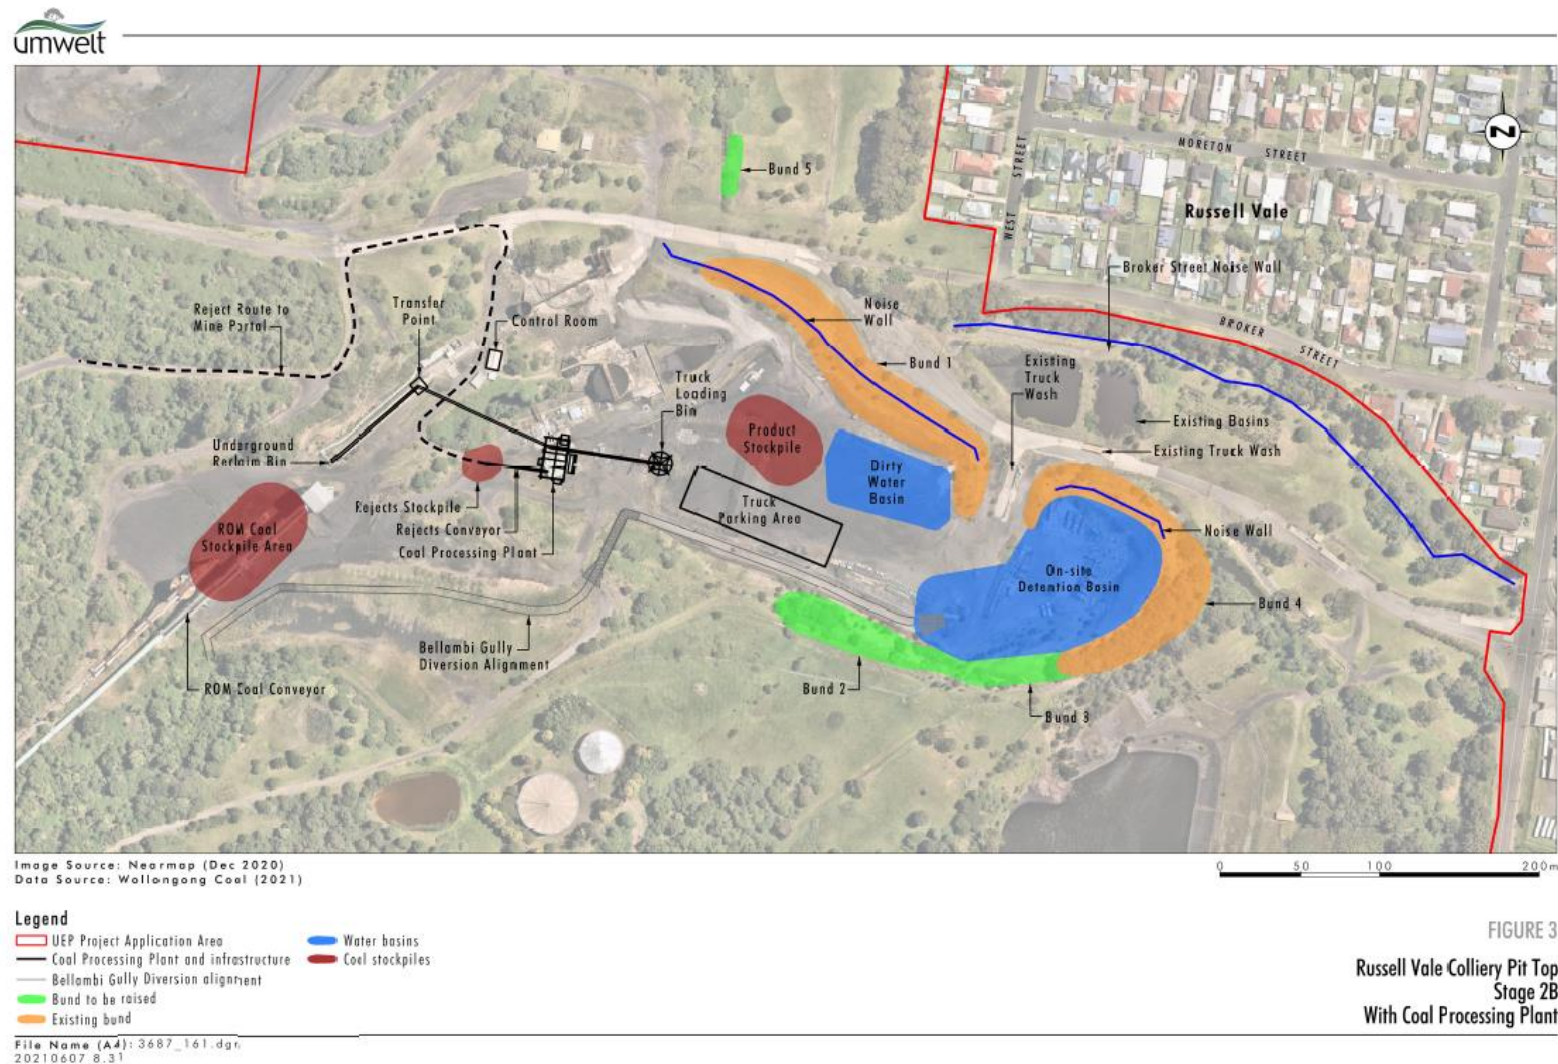 umwelt
Bund 5
MORETON STREET
WEST STREET
N
Russell Vale
Broker Street Noise Wall
Reject Route to
Mine Portal
Transfer
Point
Control Room
Noise
Wall
BROKER STREET
Bund 1
Existing
Truck
Wash
Truck
Loading
Bin
Existing Basins
Product
Stockpile
Underground
Reclaim Bin
Existing Truck Wash
Dirty
Water
Basin
Rejects Stockpile
Truck
Parking Area
ROM Coal
Stockpile Area
Rejects Conveyor
Noise Wall
Coal Processing Plant
On-site
Detention Basin
Bund 4
Bellambi Gully
Diversion Alignment
ROM Coal Conveyor
Bund 2
Bund 3
Image Source: Nearmap (Dec 2020)
Data Source: Wollongong Coal (2021)
0 50 100 200m
Legend
UEP Project Application Area
Coal Processing Plant and infrastructure
Bellambi Gully Diversion alignment
Bund to be raised
Existing bund
Water basins
Coal stockpiles
FIGURE 3
Russell Vale Colliery Pit Top
Stage 2B
With Coal Processing Plant
File Name (A4): 3687_161.dgn
20210607 8.31